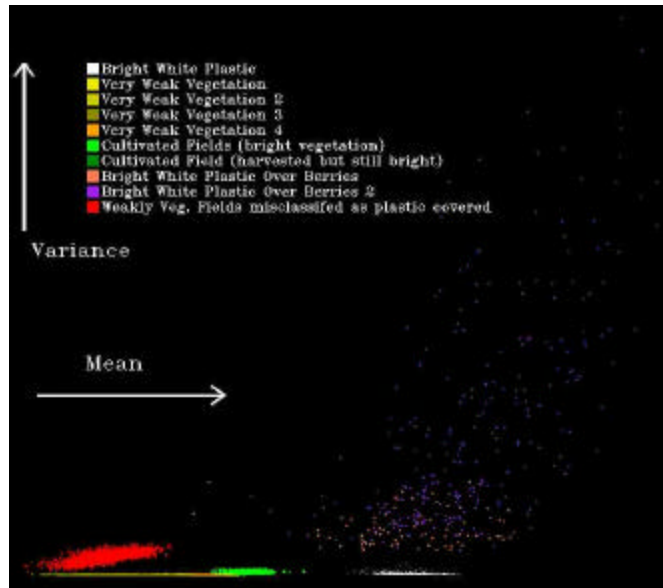 Bright White Plastic
Very Weak Vegetation
Very Weak Vegetation 2
Very Weak Vegetation 3
Very Weak Vegetation 4
Cultivated Fields (bright vegetation)
Cultivated Field (harvested but still bright)
Bright White Plastic Over Berries
Bright White Plastic Over Berries 2
Weakly Veg. Fields misclassifed as plastic covered
Variance
Mean